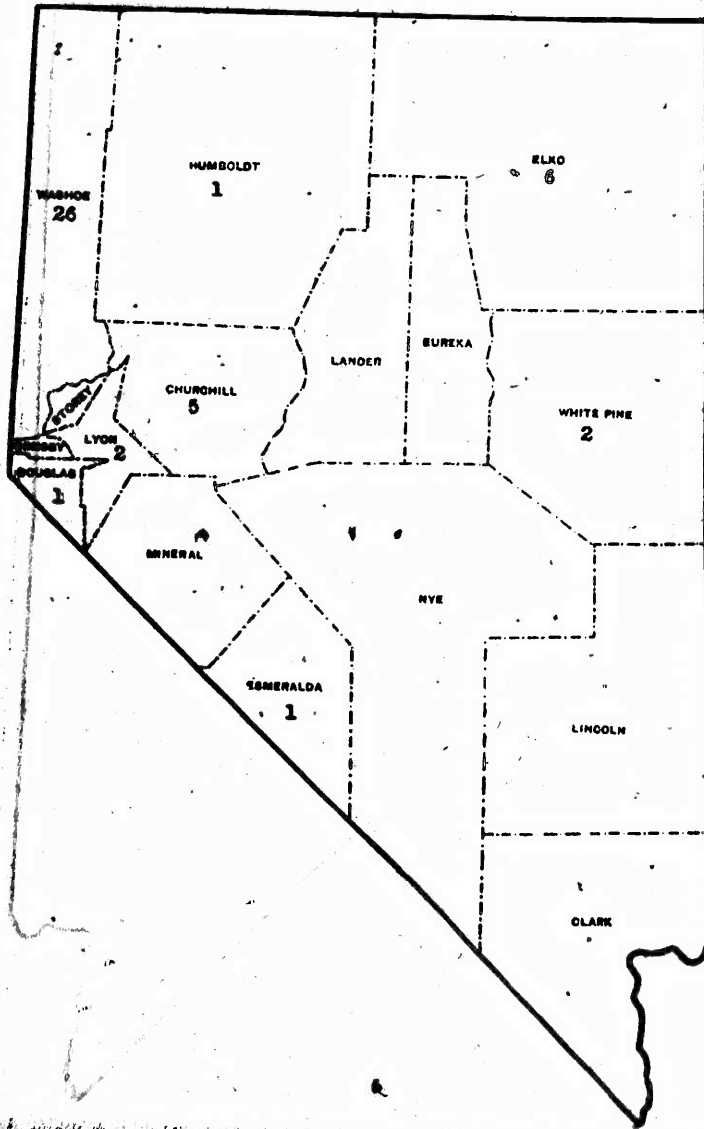 HUMBOLDT
1
ELKO
6
WASHOE
26
EUREKA
LANDER
CHURCHILL
5
STOREY
WHITE PINE
2
LYON
2
ORMSBY
DOUGLAS
1
MINERAL
NYE
ESMERALDA
1
LINCOLN
CLARK